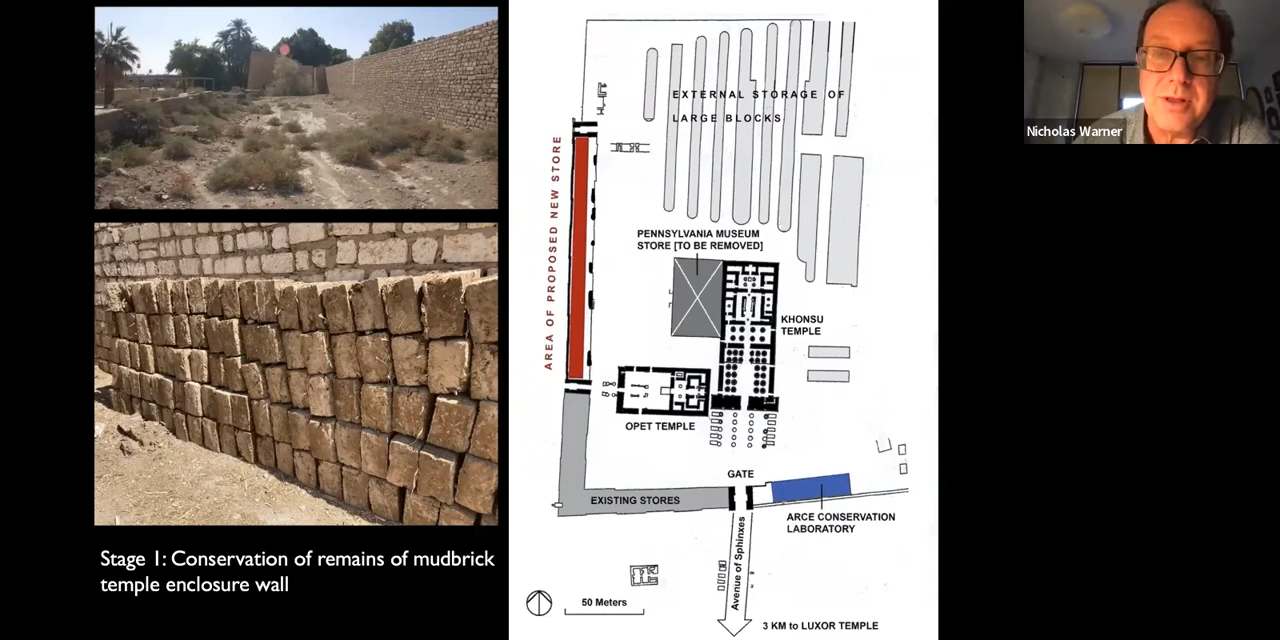 Stage 1: Conservation of remains of mudbrick
temple enclosure wall
EXTERNAL STORAGE OF
LARGE BLOCKS
AREA OF PROPOSED NEW STORE
PENNSYLVANIA MUSEUM
STORE [TO BE REMOVED]
KHONSU
TEMPLE
OPET TEMPLE
GATE
EXISTING STORES
ARCE CONSERVATION
LABORATORY
Avenue of Sphinxes
50 Meters
3 KM to LUXOR TEMPLE
Nicholas Warner